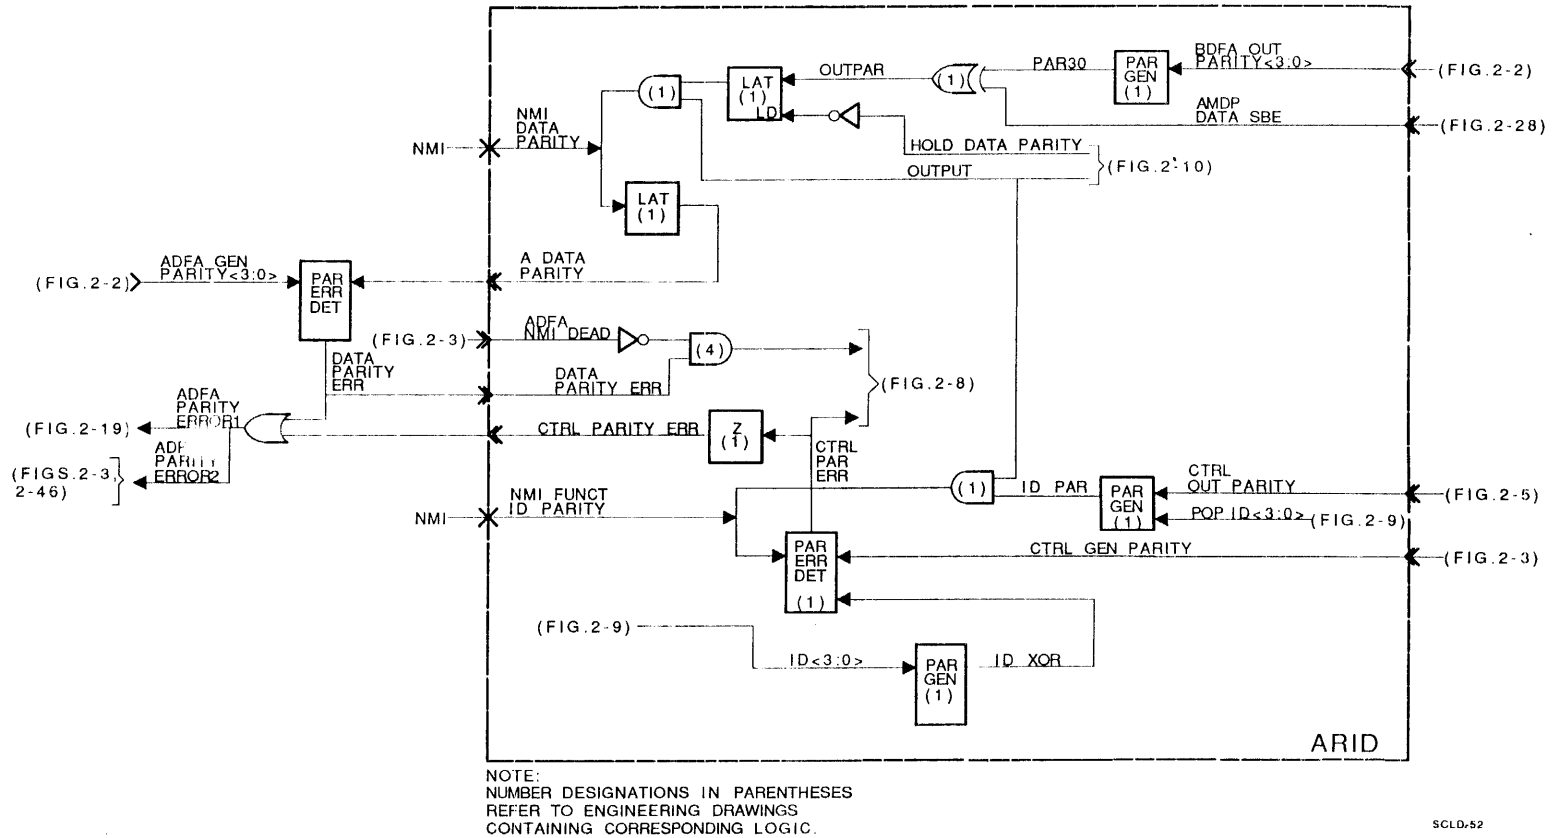 BDFA OUT
PARITY<3:0>
(FIG.2-2)
PAR
GEN
(1)
PAR30
(1)
OUTPAR
LAT
(1)
LD
(1)
AMDP
DATA SBE
(FIG.2-28)
NMI
DATA
PARITY
NMI
HOLD DATA PARITY
OUTPUT
(FIG.2-10)
LAT
(1)
ADFA GEN
PARITY<3:0>
(FIG.2-2)
PAR
ERR
DET
A DATA
PARITY
(FIG.2-3)
ADFA
NMI DEAD
(4)
DATA
PARITY
ERR
DATA
PARITY ERR
(FIG.2-8)
ADFA
PARITY
ERROR1
(FIG.2-19)
CTRL PARITY ERR
Z
(1)
CTRL
PAR
ERR
PARITY
ERROR2
(FIGS.2-3,
2-46)
NMI FUNCT
ID PARITY
NMI
(1)
ID PAR
PAR
GEN
(1)
CTRL
OUT PARITY
(FIG.2-5)
POP ID<3:0>
(FIG.2-9)
PAR
ERR
DET
(1)
CTRL GEN PARITY
(FIG.2-3)
(FIG.2-9)
ID<3:0>
PAR
GEN
(1)
ID XOR
ARID
NOTE:
NUMBER DESIGNATIONS IN PARENTHESES
REFER TO ENGINEERING DRAWINGS
CONTAINING CORRESPONDING LOGIC.
SCLD-52